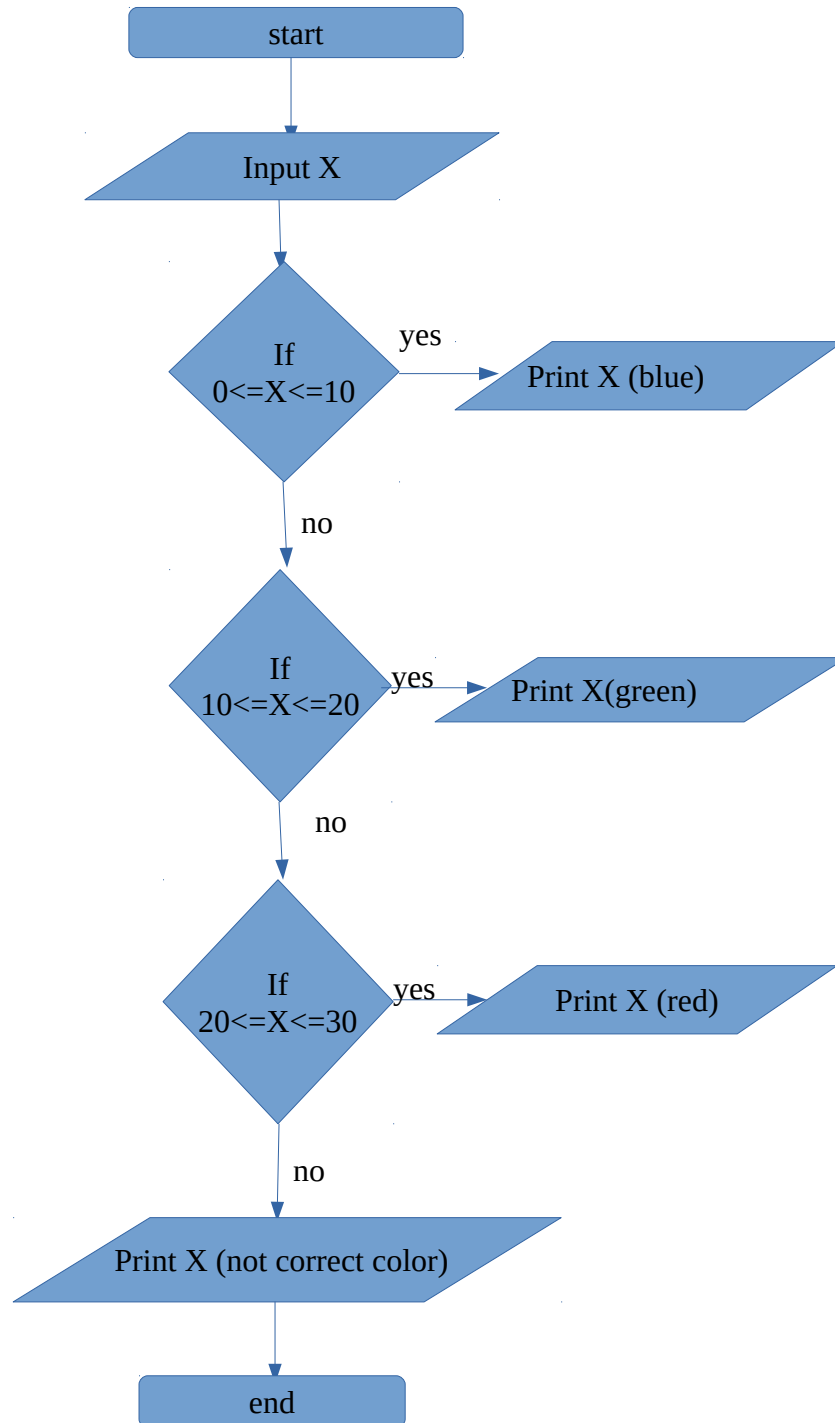 start
Input X
If
0<=X<=10
yes
Print X (blue)
no
If
10<=X<=20
yes
Print X(green)
no
If
20<=X<=30
yes
Print X (red)
no
Print X (not correct color)
end